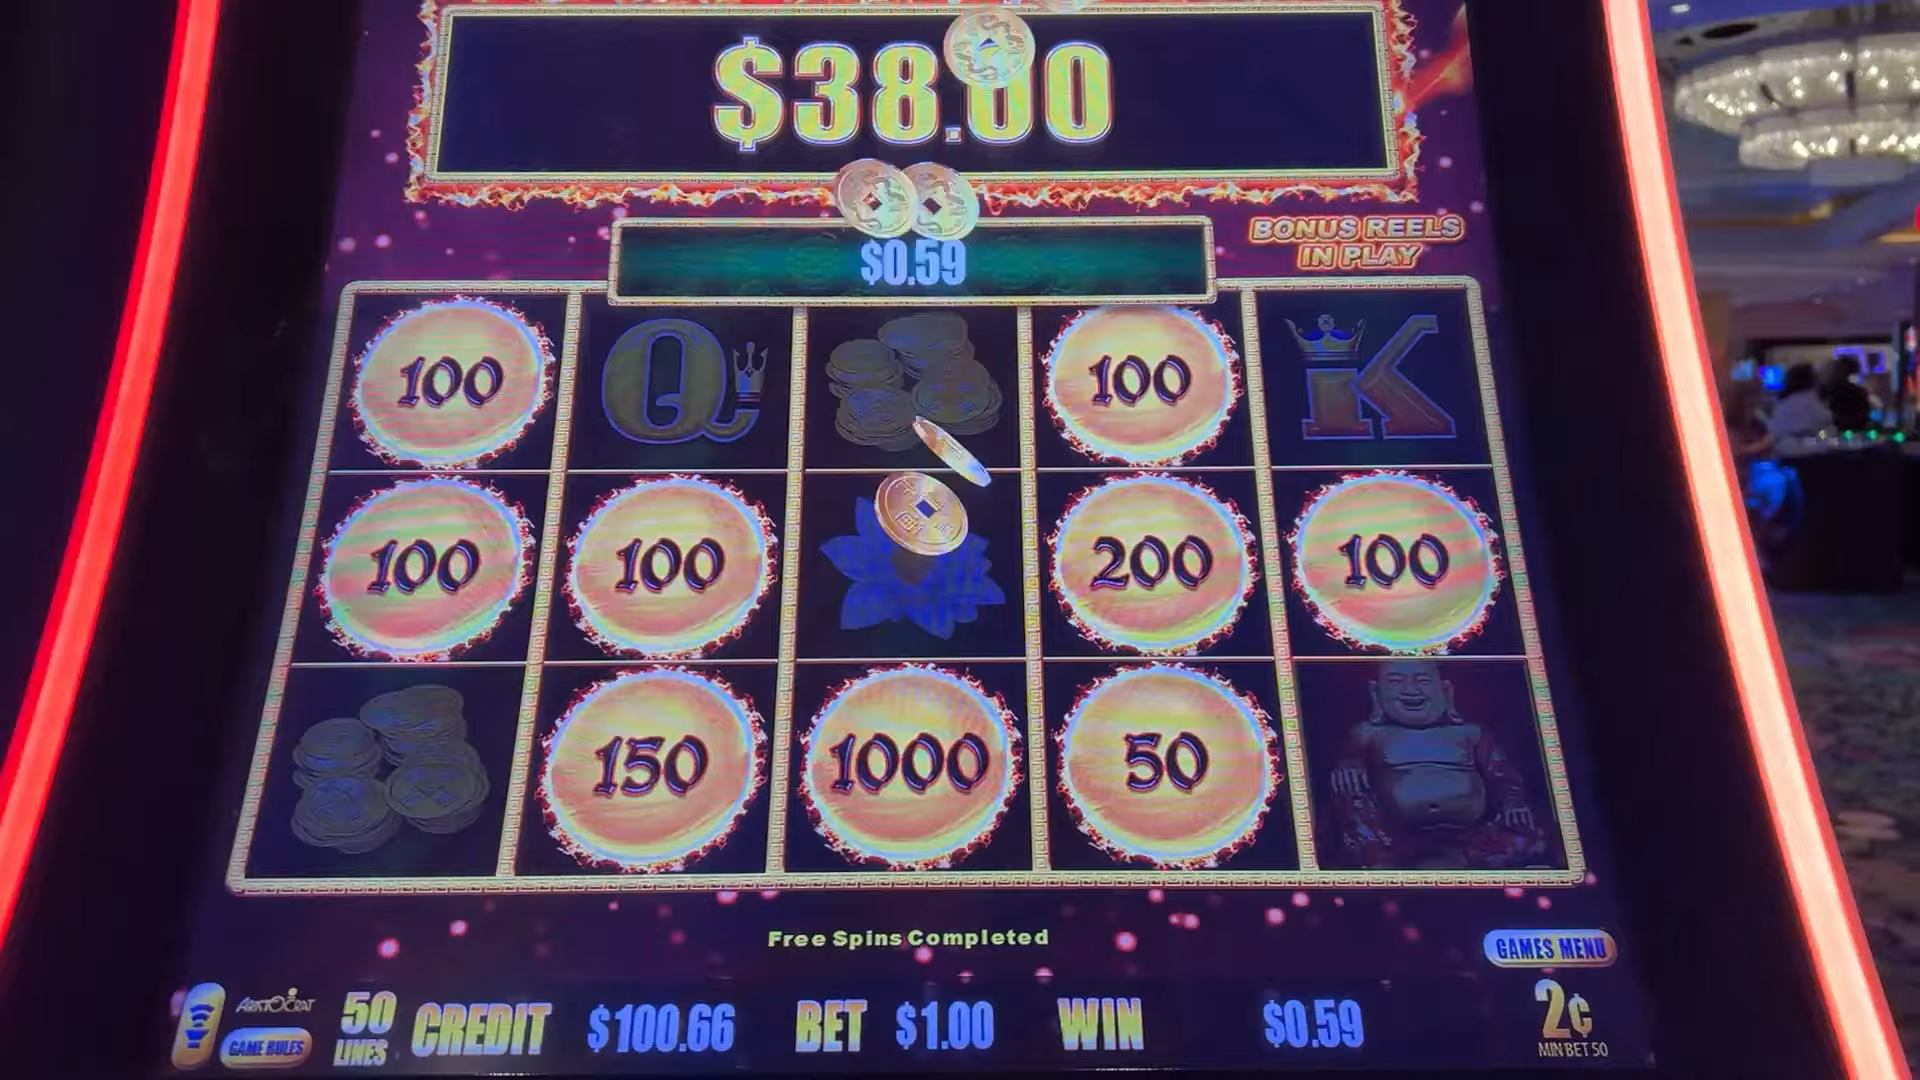 $38.00
$0.59
BONUS REELS
IN PLAY
100
Q
100
K
100
100
200
100
150
1000
50
Free Spins Completed
GAMES MENU
ARISTOCRAT
GAME RULES
50
LINES
CREDIT $100.66
BET $1.00
WIN $0.59
2¢
MIN BET 50